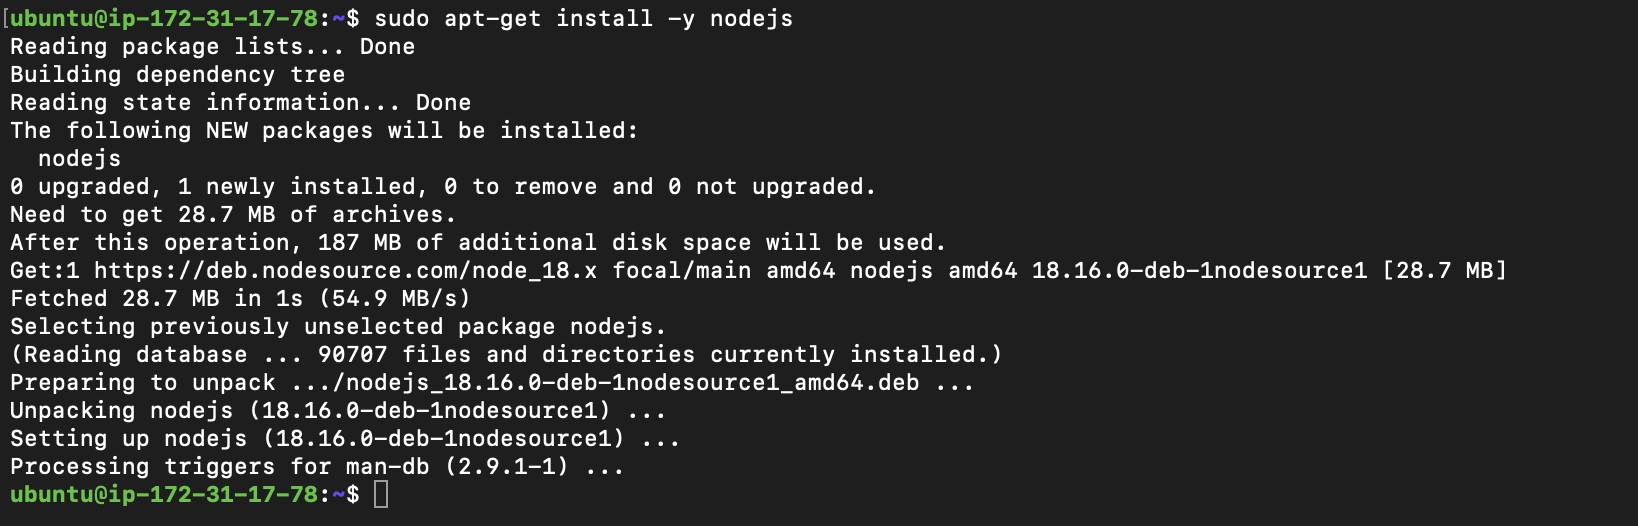 [ubuntu@ip-172-31-17-78:~$ sudo apt-get install -y nodejs
Reading package lists... Done
Building dependency tree
Reading state information... Done
The following NEW packages will be installed:
  nodejs
0 upgraded, 1 newly installed, 0 to remove and 0 not upgraded.
Need to get 28.7 MB of archives.
After this operation, 187 MB of additional disk space will be used.
Get:1 https://deb.nodesource.com/node_18.x focal/main amd64 nodejs amd64 18.16.0-deb-1nodesource1 [28.7 MB]
Fetched 28.7 MB in 1s (54.9 MB/s)
Selecting previously unselected package nodejs.
(Reading database ... 90707 files and directories currently installed.)
Preparing to unpack .../nodejs_18.16.0-deb-1nodesource1_amd64.deb ...
Unpacking nodejs (18.16.0-deb-1nodesource1) ...
Setting up nodejs (18.16.0-deb-1nodesource1) ...
Processing triggers for man-db (2.9.1-1) ...
ubuntu@ip-172-31-17-78:~$